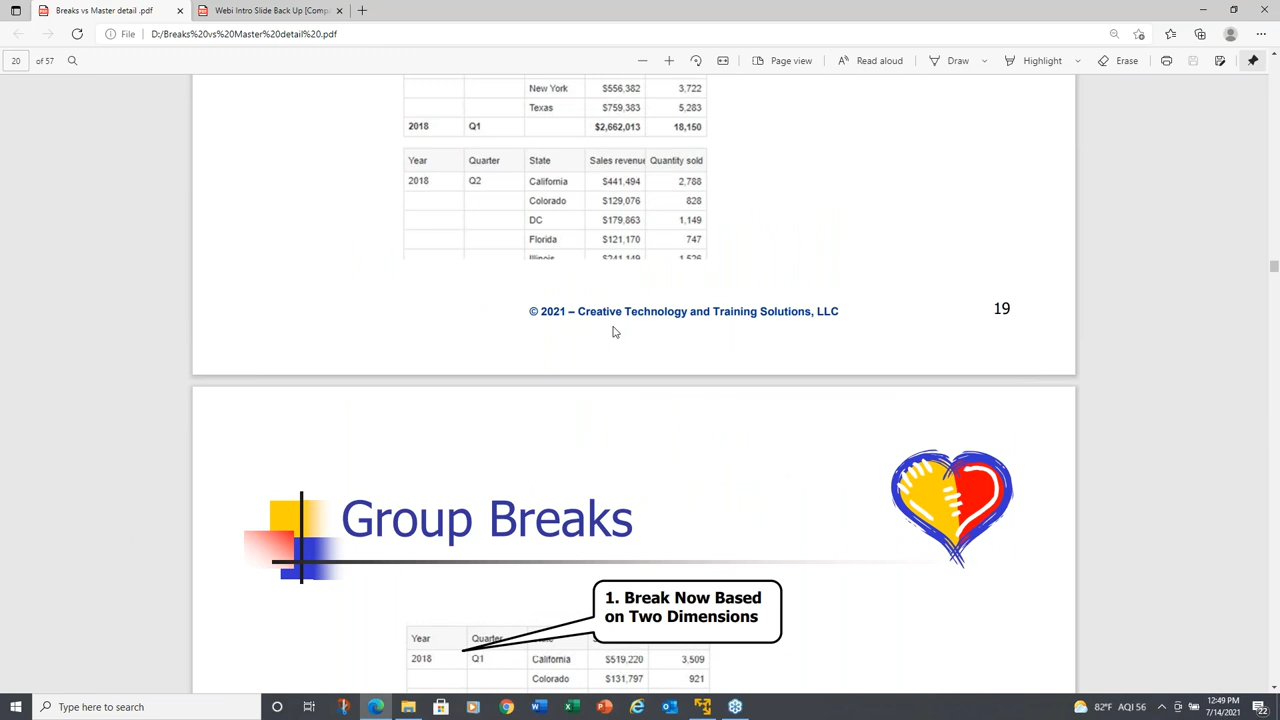 Breaks vs Master detail .pdf
Webi Intro Slide Back Up [Comp
File D:/Breaks%20vs%20Master%20detail%20.pdf
20 of 57
Page view
Read aloud
Draw
Highlight
Erase
New York $556,382 3,722
Texas $759,383 5,283
2018 Q1 $2,662,013 18,150
Year Quarter State Sales revenue Quantity sold
2018 Q2 California $441,494 2,788
Colorado $129,076 828
DC $179,863 1,149
Florida $121,170 747
Illinois $241,149 1,526
© 2021 – Creative Technology and Training Solutions, LLC
19
Group Breaks
1. Break Now Based
on Two Dimensions
Year Quarter
2018 Q1 California $519,220 3,509
Colorado $131,797 921
Type here to search
82°F AQI 56
12:49 PM
7/14/2021
22